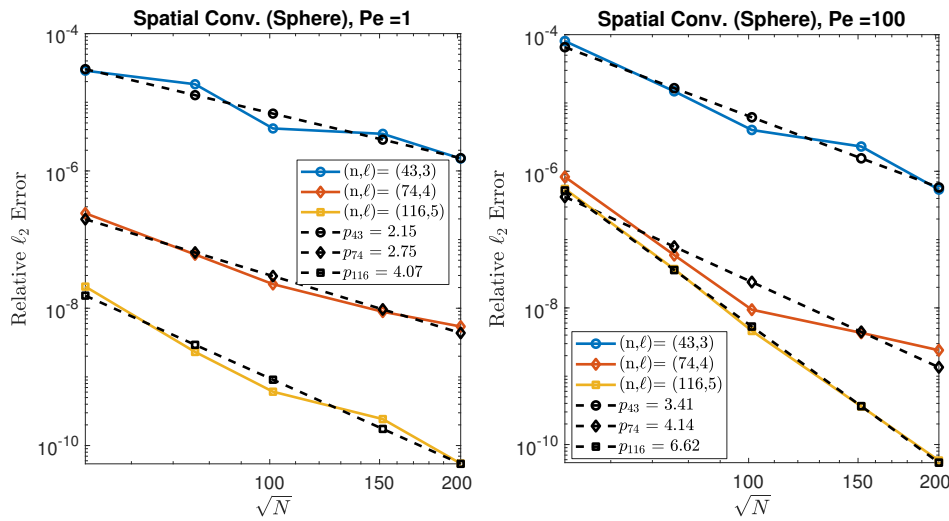 Spatial Conv. (Sphere), Pe =1
10^-4
10^-6
10^-8
10^-10
Relative ℓ₂ Error
(n,ℓ)= (43,3)
(n,ℓ)= (74,4)
(n,ℓ)= (116,5)
p₄₃ = 2.15
p₇₄ = 2.75
p₁₁₆ = 4.07
100
150
200
√N
Spatial Conv. (Sphere), Pe =100
10^-4
10^-6
10^-8
10^-10
Relative ℓ₂ Error
(n,ℓ)= (43,3)
(n,ℓ)= (74,4)
(n,ℓ)= (116,5)
p₄₃ = 3.41
p₇₄ = 4.14
p₁₁₆ = 6.62
100
150
200
√N